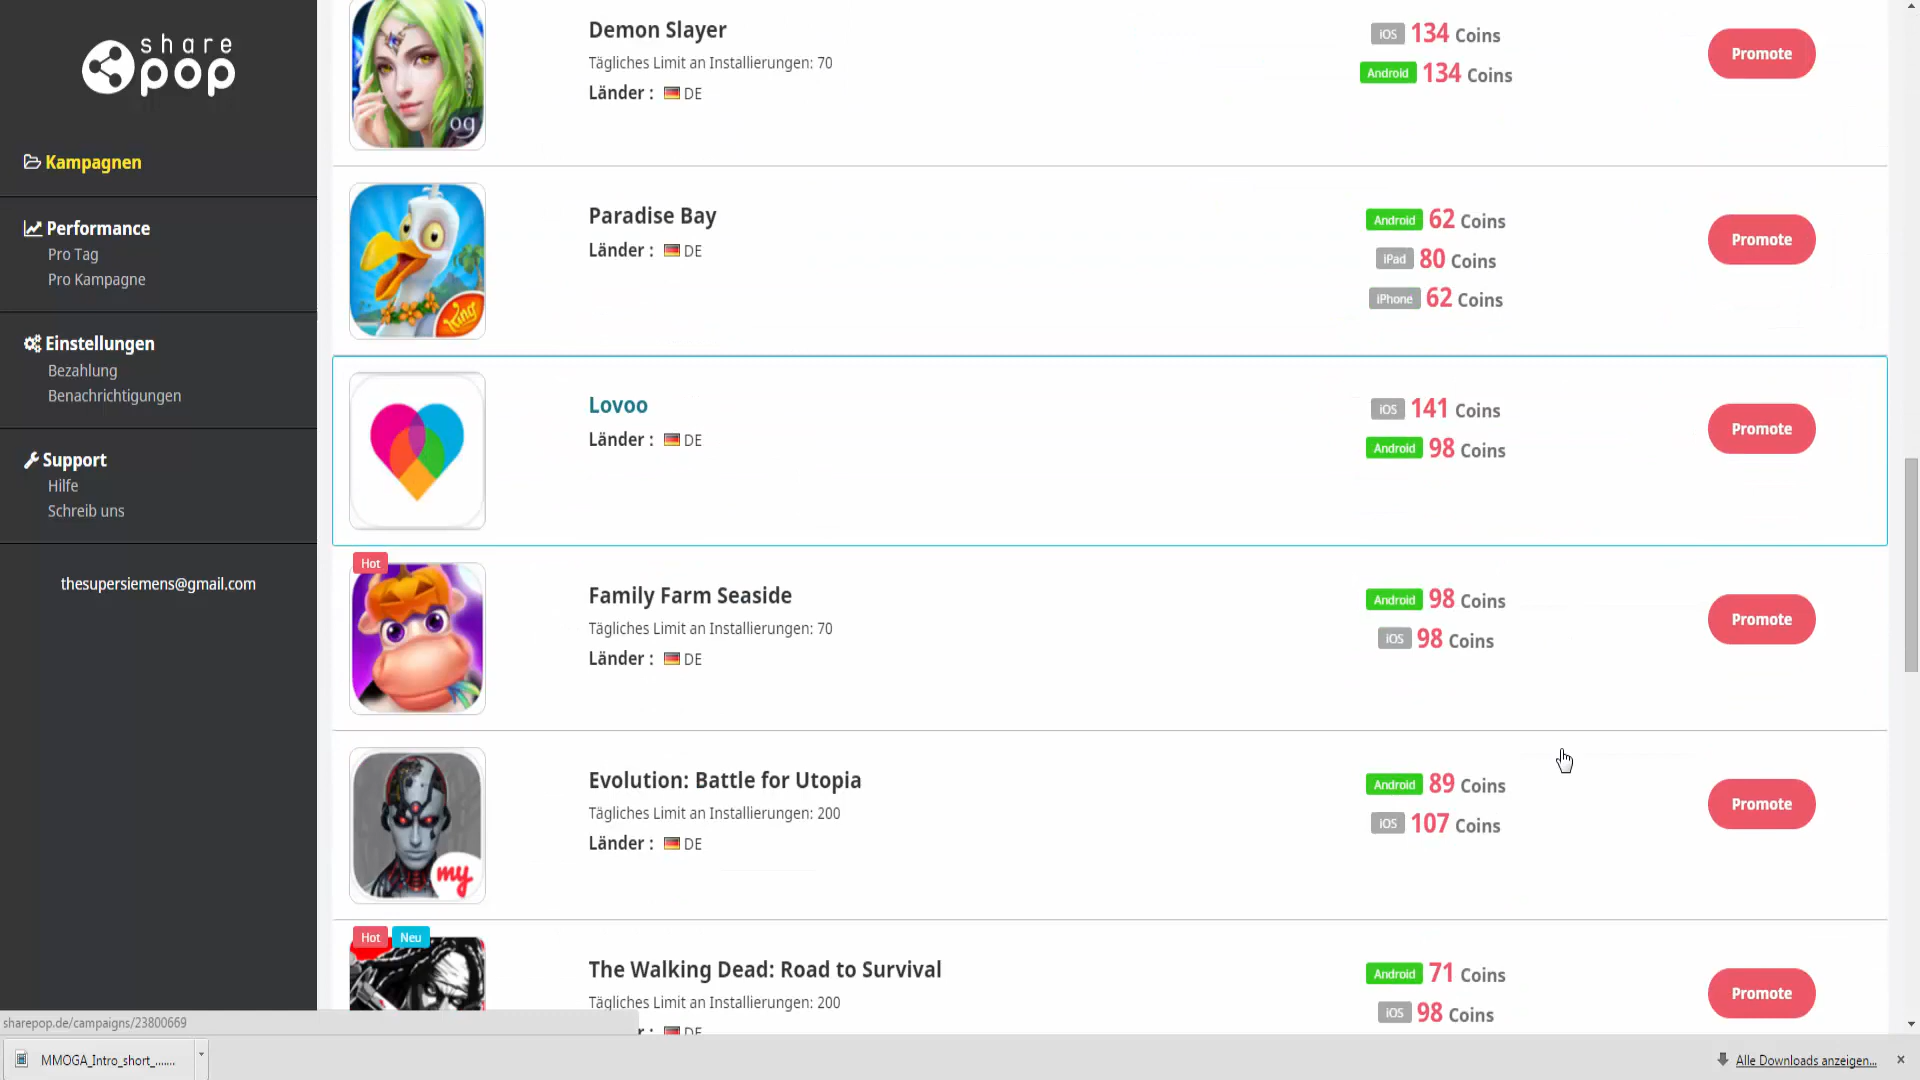 share
pop
Kampagnen
Performance
Pro Tag
Pro Kampagne
Einstellungen
Bezahlung
Benachrichtigungen
Support
Hilfe
Schreib uns
thesupersiemens@gmail.com
og
Demon Slayer
Tägliches Limit an Installierungen: 70
Länder : DE
iOS 134 Coins
Android 134 Coins
Promote
King
Paradise Bay
Länder : DE
Android 62 Coins
iPad 80 Coins
iPhone 62 Coins
Promote
Lovoo
Länder : DE
iOS 141 Coins
Android 98 Coins
Promote
Hot
Family Farm Seaside
Tägliches Limit an Installierungen: 70
Länder : DE
Android 98 Coins
iOS 98 Coins
Promote
my
Evolution: Battle for Utopia
Tägliches Limit an Installierungen: 200
Länder : DE
Android 89 Coins
iOS 107 Coins
Promote
Hot Neu
The Walking Dead: Road to Survival
Tägliches Limit an Installierungen: 200
r : DE
Android 71 Coins
iOS 98 Coins
Promote
sharepop.de/campaigns/23800669
MMOGA_Intro_short_.......
Alle Downloads anzeigen...